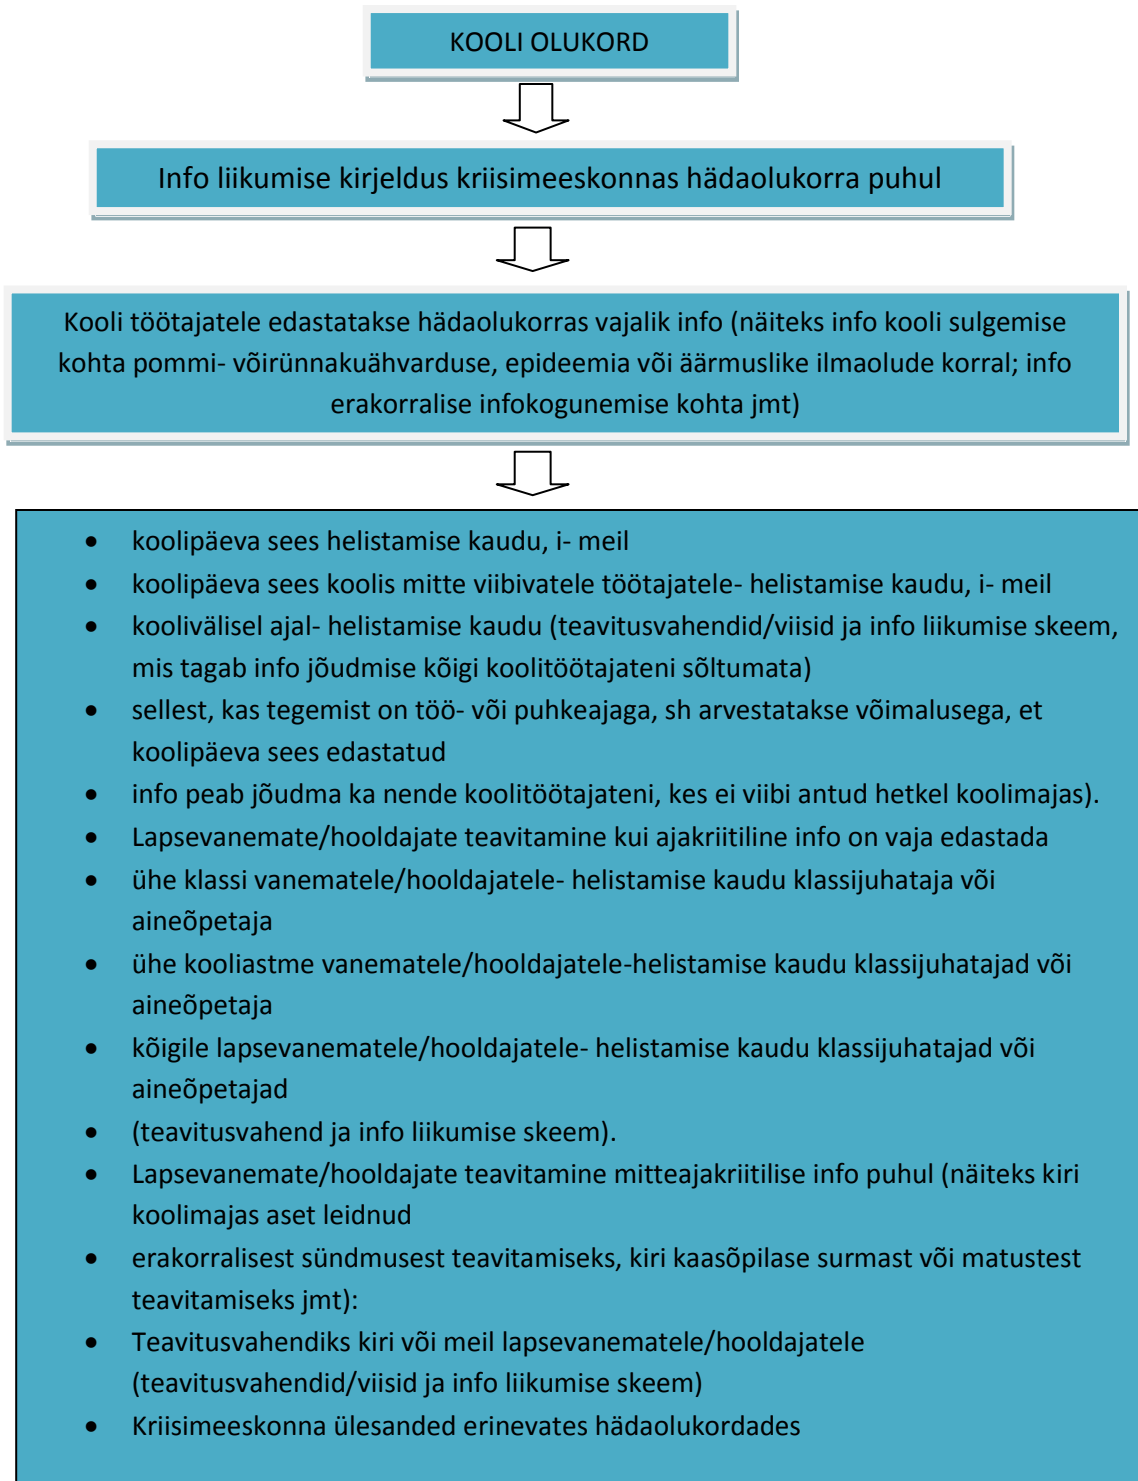 KOOLI OLUKORD
Info liikumise kirjeldus kriisimeeskonnas hädaolukorra puhul
Kooli töötajatele edastatakse hädaolukorras vajalik info (näiteks info kooli sulgemise
kohta pommi- võirünnakuähvarduse, epideemia või äärmuslike ilmaolude korral; info
erakorralise infokogunemise kohta jmt)
• koolipäeva sees helistamise kaudu, i- meil
• koolipäeva sees koolis mitte viibivatele töötajatele- helistamise kaudu, i- meil
• koolivälisel ajal- helistamise kaudu (teavitusvahendid/viisid ja info liikumise skeem,
mis tagab info jõudmise kõigi koolitöötajateni sõltumata)
• sellest, kas tegemist on töö- või puhkeajaga, sh arvestatakse võimalusega, et
koolipäeva sees edastatud
• info peab jõudma ka nende koolitöötajateni, kes ei viibi antud hetkel koolimajas).
• Lapsevanemate/hooldajate teavitamine kui ajakriitiline info on vaja edastada
• ühe klassi vanematele/hooldajatele- helistamise kaudu klassijuhataja või
aineõpetaja
• ühe kooliastme vanematele/hooldajatele-helistamise kaudu klassijuhatajad või
aineõpetaja
• kõigile lapsevanematele/hooldajatele- helistamise kaudu klassijuhatajad või
aineõpetajad
• (teavitusvahend ja info liikumise skeem).
• Lapsevanemate/hooldajate teavitamine mitteajakriitilise info puhul (näiteks kiri
koolimajas aset leidnud
• erakorralisest sündmusest teavitamiseks, kiri kaasõpilase surmast või matustest
teavitamiseks jmt):
• Teavitusvahendiks kiri või meil lapsevanematele/hooldajatele
(teavitusvahendid/viisid ja info liikumise skeem)
• Kriisimeeskonna ülesanded erinevates hädaolukordades